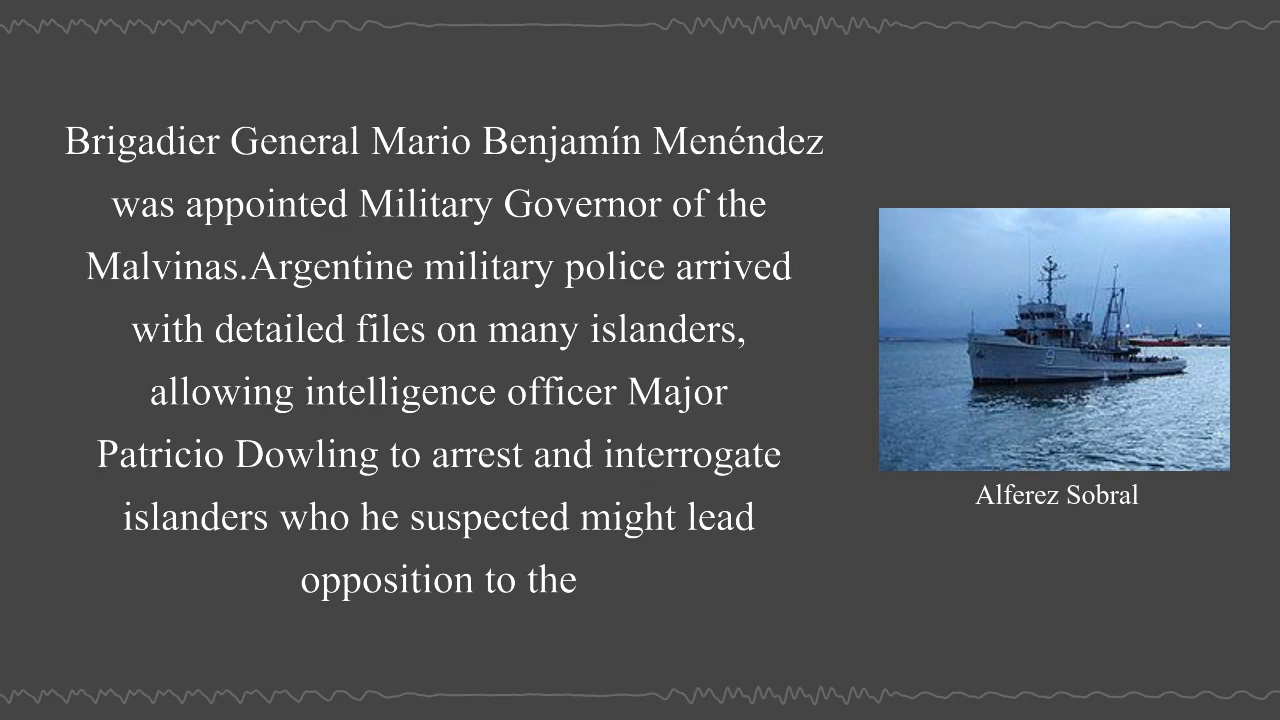 Brigadier General Mario Benjamín Menéndez
was appointed Military Governor of the
Malvinas.Argentine military police arrived
with detailed files on many islanders,
allowing intelligence officer Major
Patricio Dowling to arrest and interrogate
islanders who he suspected might lead
opposition to the
9
Alferez Sobral